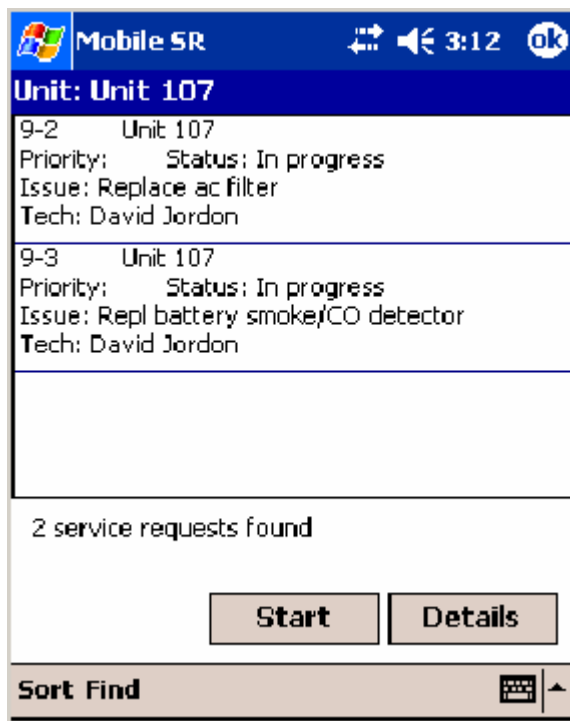 Mobile SR 3:12 ok
Unit: Unit 107
9-2 Unit 107
Priority: Status: In progress
Issue: Replace ac filter
Tech: David Jordon
9-3 Unit 107
Priority: Status: In progress
Issue: Repl battery smoke/CO detector
Tech: David Jordon
2 service requests found
Start Details
Sort Find